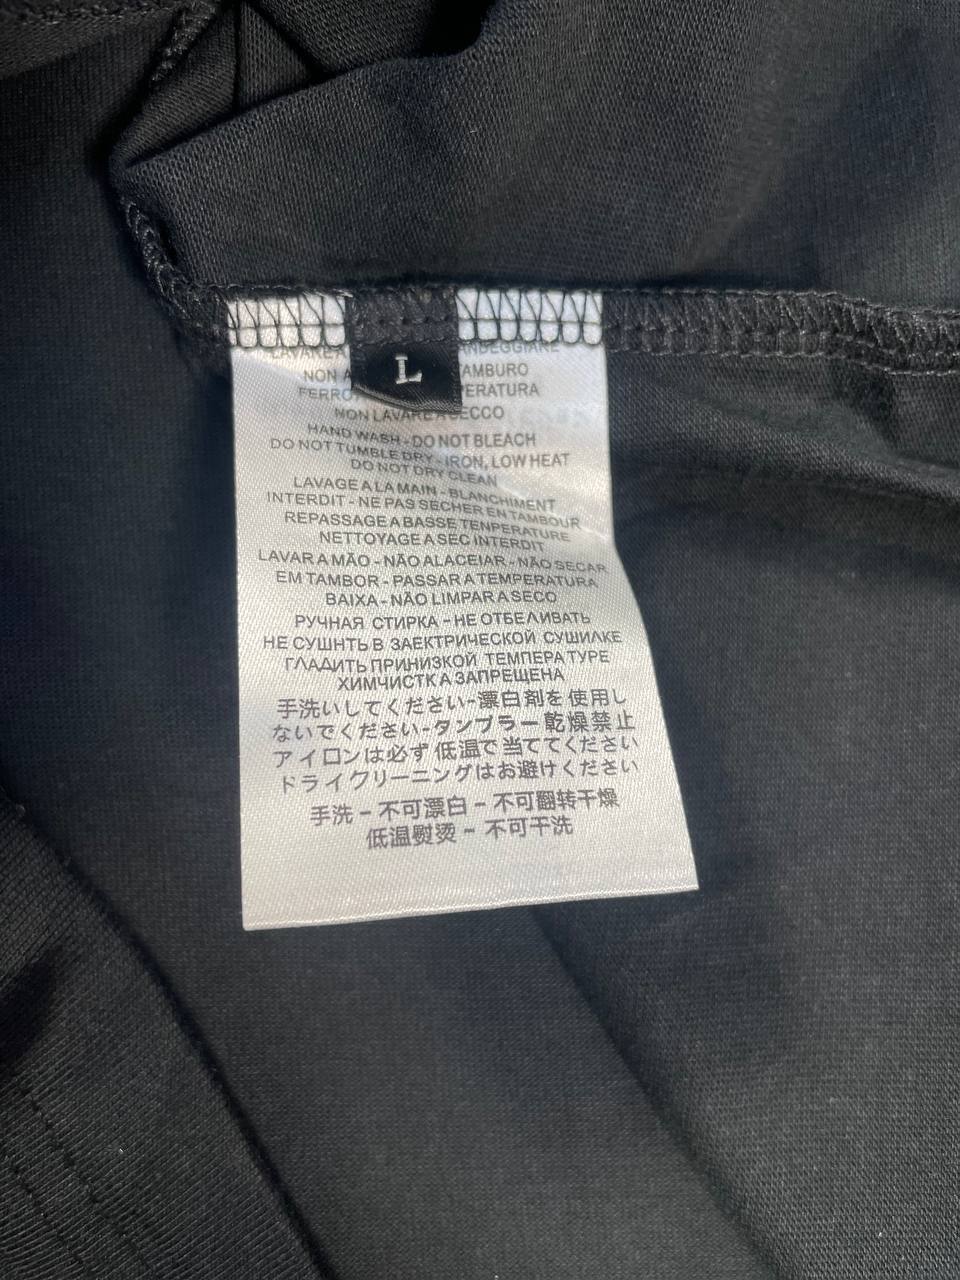 L
NON
TAMBURO
NON LAVARE A SECCO
HAND WASH - DO NOT BLEACH
DO NOT TUMBLE DRY - IRON, LOW HEAT
DO NOT DRY CLEAN
LAVAGE A LA MAIN - BLANCHIMENT
INTERDIT - NE PAS SECHER EN TAMBOUR
REPASSAGE A BASSE TENPERATURE
NETTOYAGE A SEC INTERDIT
LAVAR A MÃO - NÃO ALACEIAR - NÃO SECAR
EM TAMBOR - PASSAR A TEMPERATURA
BAIXA - NÃO LIMPAR A SECO
РУЧНАЯ СТИРКА - НЕ ОТБЕЛИВАТЬ
НЕ СУШНТЬ В ЗАЕКТРИЧЕСКОЙ СУШИЛКЕ
ГЛАДИТЬ ПРИНИЗКОЙ ТЕМПЕРАТУРЕ
ХИМЧИСТКА ЗАПРЕЩЕНА
手洗いしてください-漂白剤を使用し
ないでください-タンブラー乾燥禁止
アイロンは必ず低温で当ててください
ドライクリーニングはお避けください
手洗 - 不可漂白 - 不可翻转干燥
低温熨烫 - 不可干洗